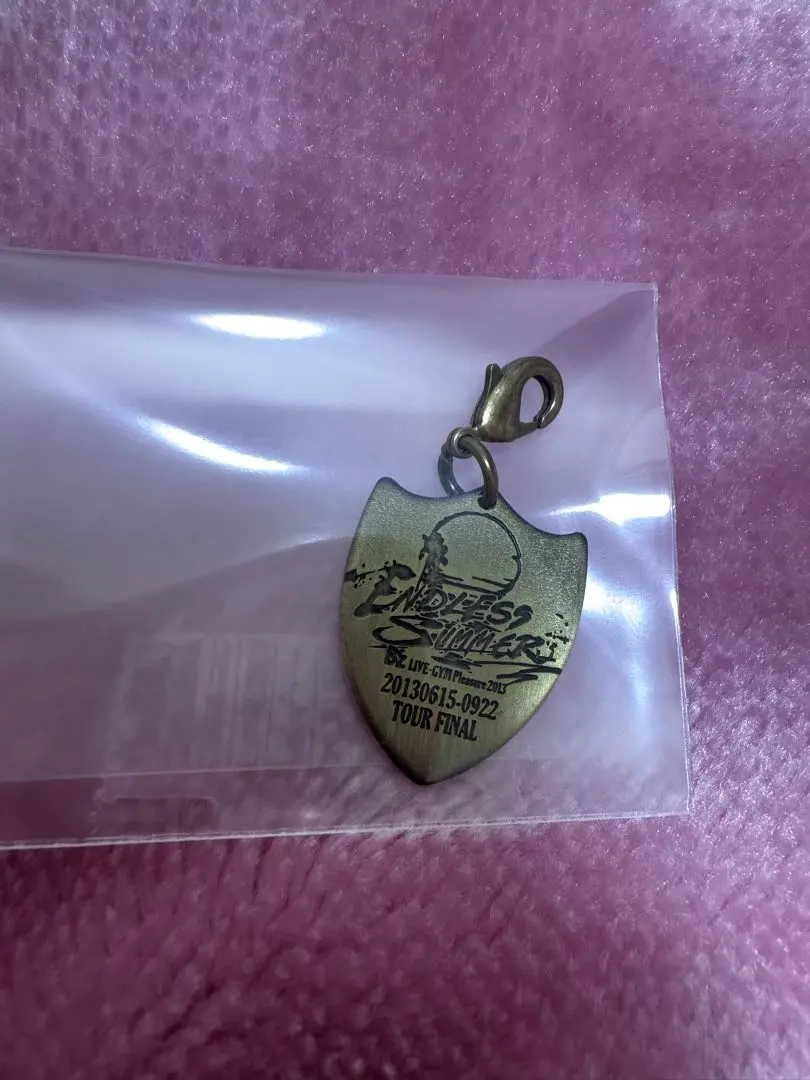 ENDLESS
SUMMER
B'z LIVE-GYM Pleasure 2013
20130615-0922
TOUR FINAL